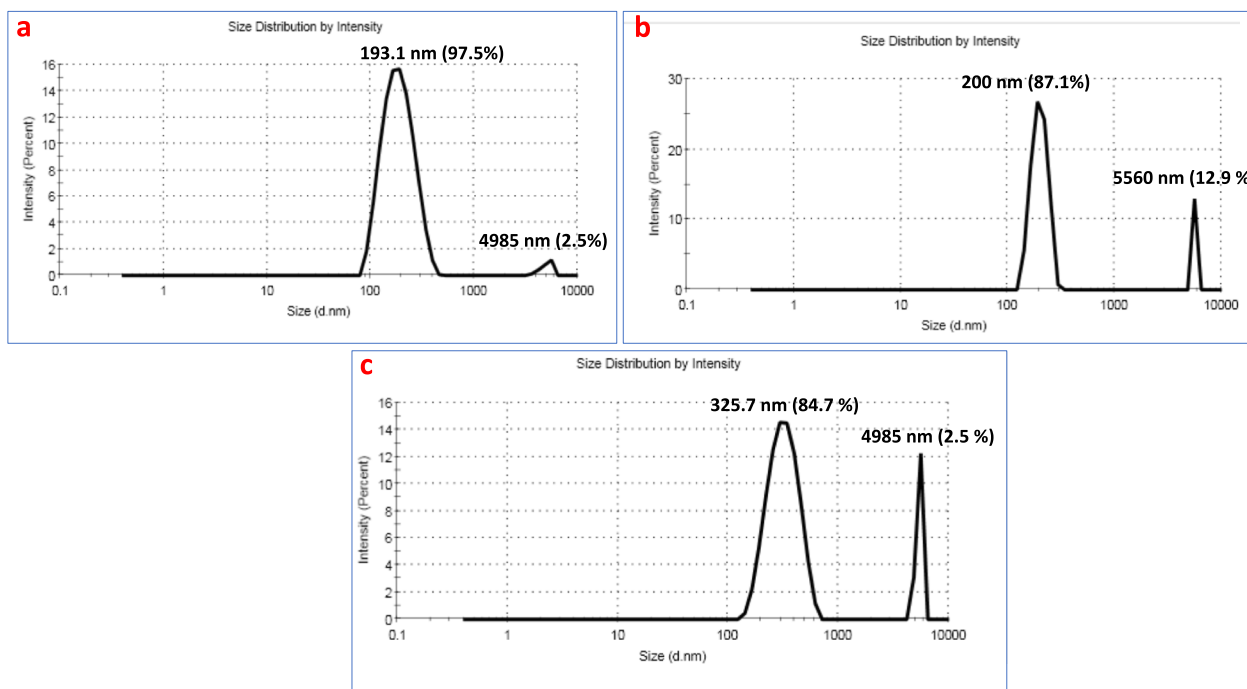 a
Size Distribution by Intensity
193.1 nm (97.5%)
4985 nm (2.5%)
Intensity (Percent)
16
14
12
10
8
6
4
2
0
0.1 1 10 100 1000 10000
Size (d.nm)
b
Size Distribution by Intensity
200 nm (87.1%)
5560 nm (12.9 %
Intensity (Percent)
30
20
10
0
0.1 1 10 100 1000 10000
Size (d.nm)
c
Size Distribution by Intensity
325.7 nm (84.7 %)
4985 nm (2.5 %)
Intensity (Percent)
16
14
12
10
8
6
4
2
0
0.1 1 10 100 1000 10000
Size (d.nm)